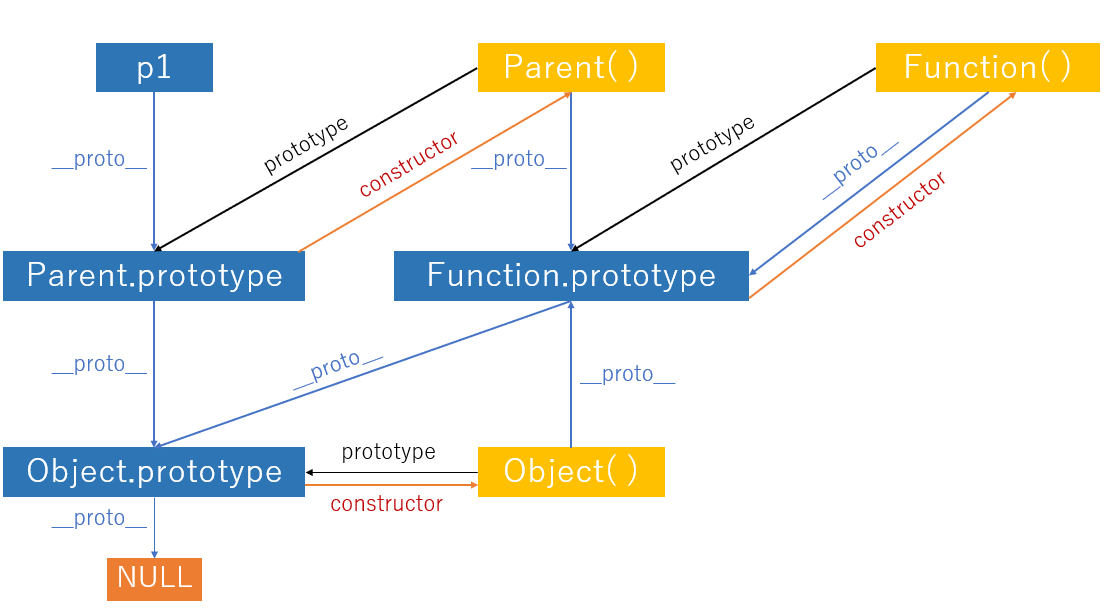 p1
Parent( )
Function( )
prototype
prototype
__proto__
constructor
__proto__
__proto__
constructor
Parent.prototype
Function.prototype
__proto__
__proto__
__proto__
prototype
Object.prototype
Object( )
constructor
__proto__
NULL